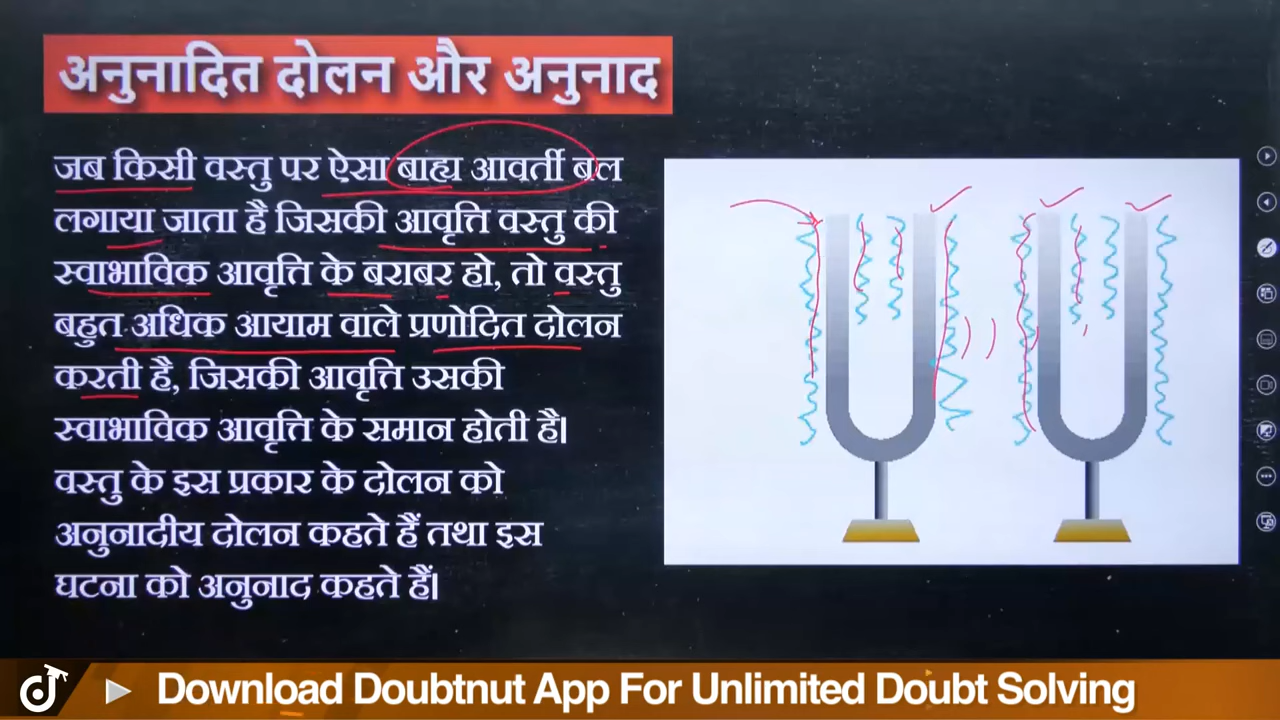 अनुनादित दोलन और अनुनाद
जब किसी वस्तु पर ऐसा बाह्य आवर्ती बल
लगाया जाता है जिसकी आवृत्ति वस्तु की
स्वाभाविक आवृत्ति के बराबर हो, तो वस्तु
बहुत अधिक आयाम वाले प्रणोदित दोलन
करती है, जिसकी आवृत्ति उसकी
स्वाभाविक आवृत्ति के समान होती है।
वस्तु के इस प्रकार के दोलन को
अनुनादीय दोलन कहते हैं तथा इस
घटना को अनुनाद कहते हैं।
Download Doubtnut App For Unlimited Doubt Solving